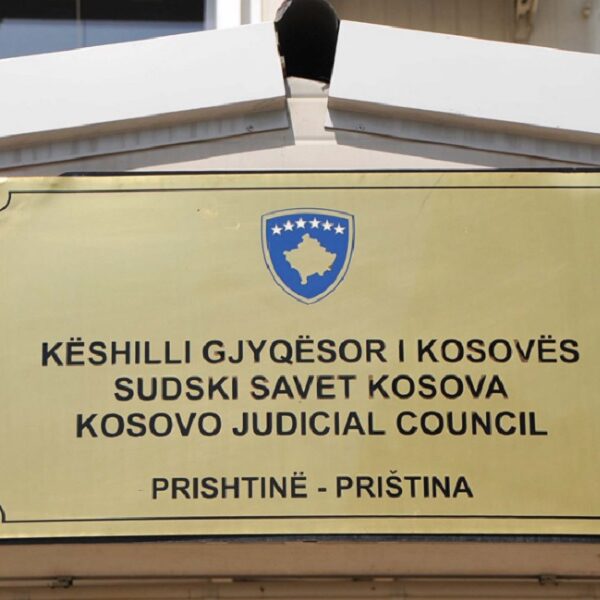 KËSHILLI GJYQËSOR I KOSOVËS
SUDSKI SAVET KOSOVA
KOSOVO JUDICIAL COUNCIL
PRISHTINË - PRIŠTINA